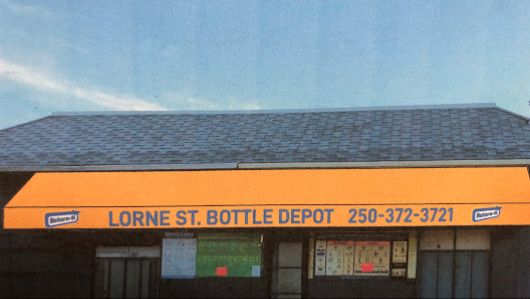 Return-It LORNE ST. BOTTLE DEPOT 250-372-3721 Return-It